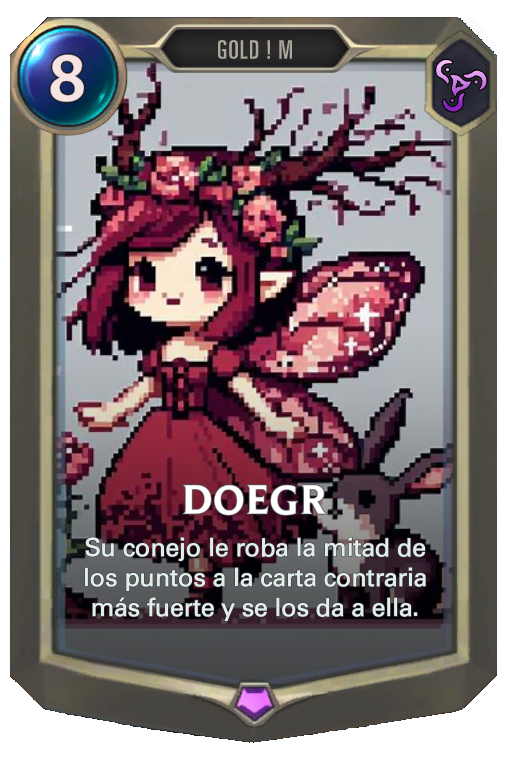 8
GOLD ! M
DOEGR
Su conejo le roba la mitad de
los puntos a la carta contraria
más fuerte y se los da a ella.